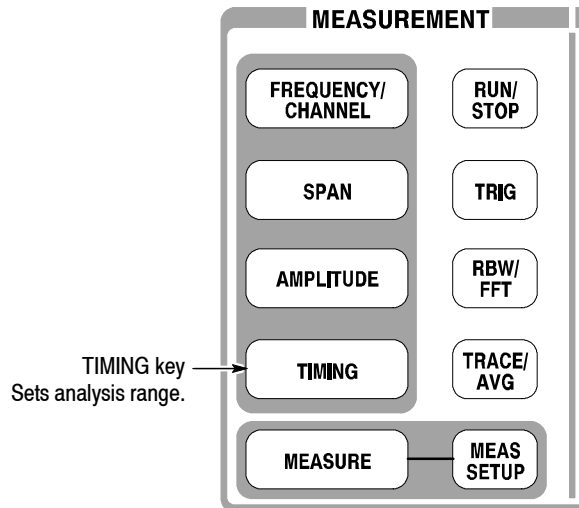 MEASUREMENT
FREQUENCY/
CHANNEL
RUN/
STOP
SPAN
TRIG
AMPLITUDE
RBW/
FFT
TIMING key
Sets analysis range.
TIMING
TRACE/
AVG
MEASURE
MEAS
SETUP